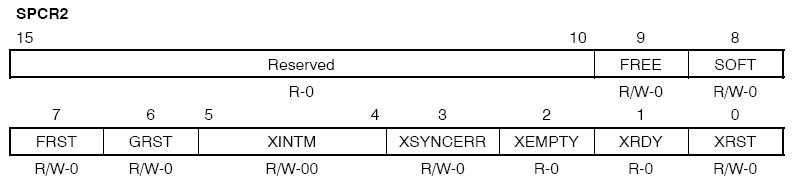 SPCR2
15 10 9 8
Reserved FREE SOFT
R-0 R/W-0 R/W-0
7 6 5 4 3 2 1 0
FRST GRST XINTM XSYNCERR XEMPTY XRDY XRST
R/W-0 R/W-0 R/W-00 R/W-0 R-0 R-0 R/W-0